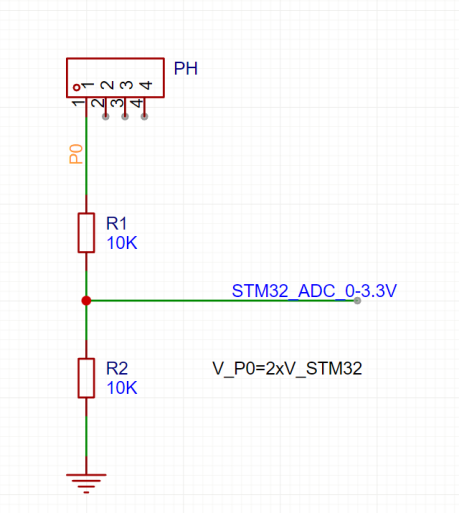 PH
1 2 3 4
1 2 3 4
P0
R1
10K
STM32_ADC_0-3.3V
R2
10K
V_P0=2xV_STM32